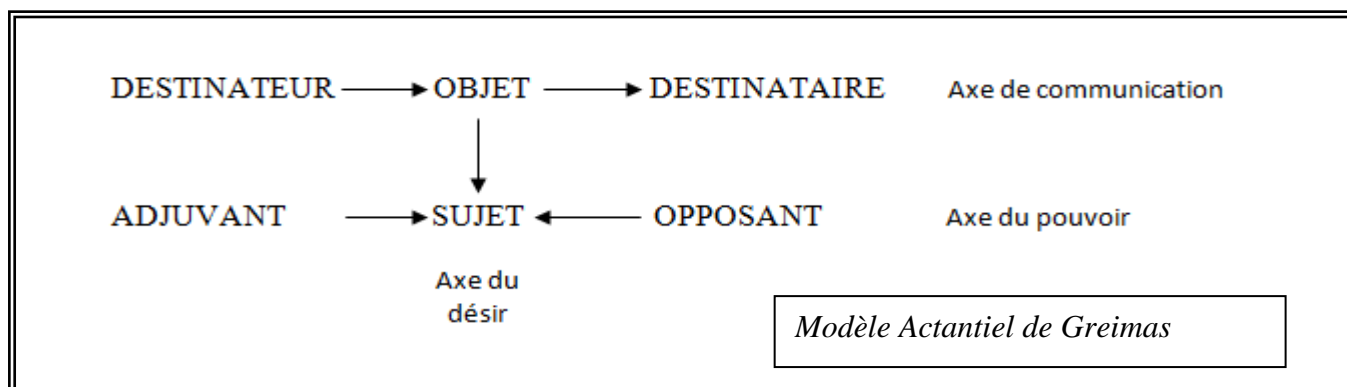 DESTINATEUR OBJET DESTINATAIRE Axe de communication
ADJUVANT SUJET OPPOSANT Axe du pouvoir
Axe du
désir
Modèle Actantiel de Greimas